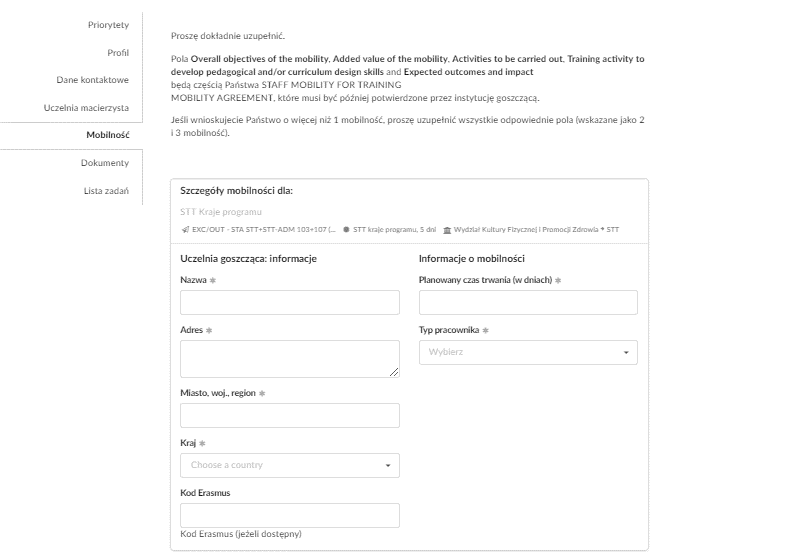 Priorytety
Profil
Dane kontaktowe
Uczelnia macierzysta
Mobilność
Dokumenty
Lista zadań
Proszę dokładnie uzupełnić.
Pola Overall objectives of the mobility, Added value of the mobility, Activities to be carried out, Training activity to
develop pedagogical and/or curriculum design skills and Expected outcomes and impact
będą częścią Państwa STAFF MOBILITY FOR TRAINING
MOBILITY AGREEMENT, które musi być później potwierdzone przez instytucję goszczącą.
Jeśli wnioskujecie Państwo o więcej niż 1 mobilność, proszę uzupełnić wszystkie odpowiednie pola (wskazane jako 2
i 3 mobilność).
Szczegóły mobilności dla:
STT Kraje programu
EXC/OUT - STA STT+STT-ADM 103+107 (... STT kraje programu, 5 dni Wydział Kultury Fizycznej i Promocji Zdrowia * STT
Uczelnia goszcząca: informacje
Nazwa *
Adres *
Miasto, woj., region *
Kraj *
Choose a country
Kod Erasmus
Kod Erasmus (jeżeli dostępny)
Informacje o mobilności
Planowany czas trwania (w dniach) *
Typ pracownika *
Wybierz